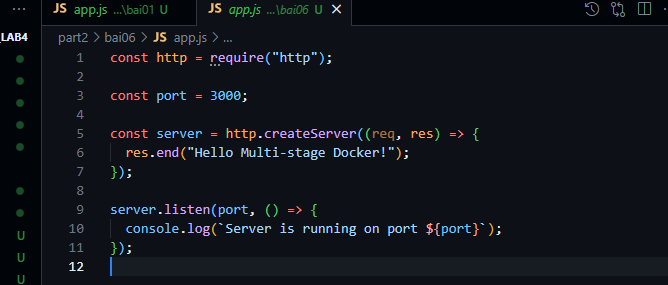 ... JS app.js ...\bai01 U JS app.js ...\bai06 U ×
_LAB4 part2 > bai06 > JS app.js > ...
1 const http = require("http");
2
3 const port = 3000;
4
5 const server = http.createServer((req, res) => {
6 res.end("Hello Multi-stage Docker!");
7 });
8
9 server.listen(port, () => {
U 10 console.log(`Server is running on port ${port}`);
U 11 });
U 12